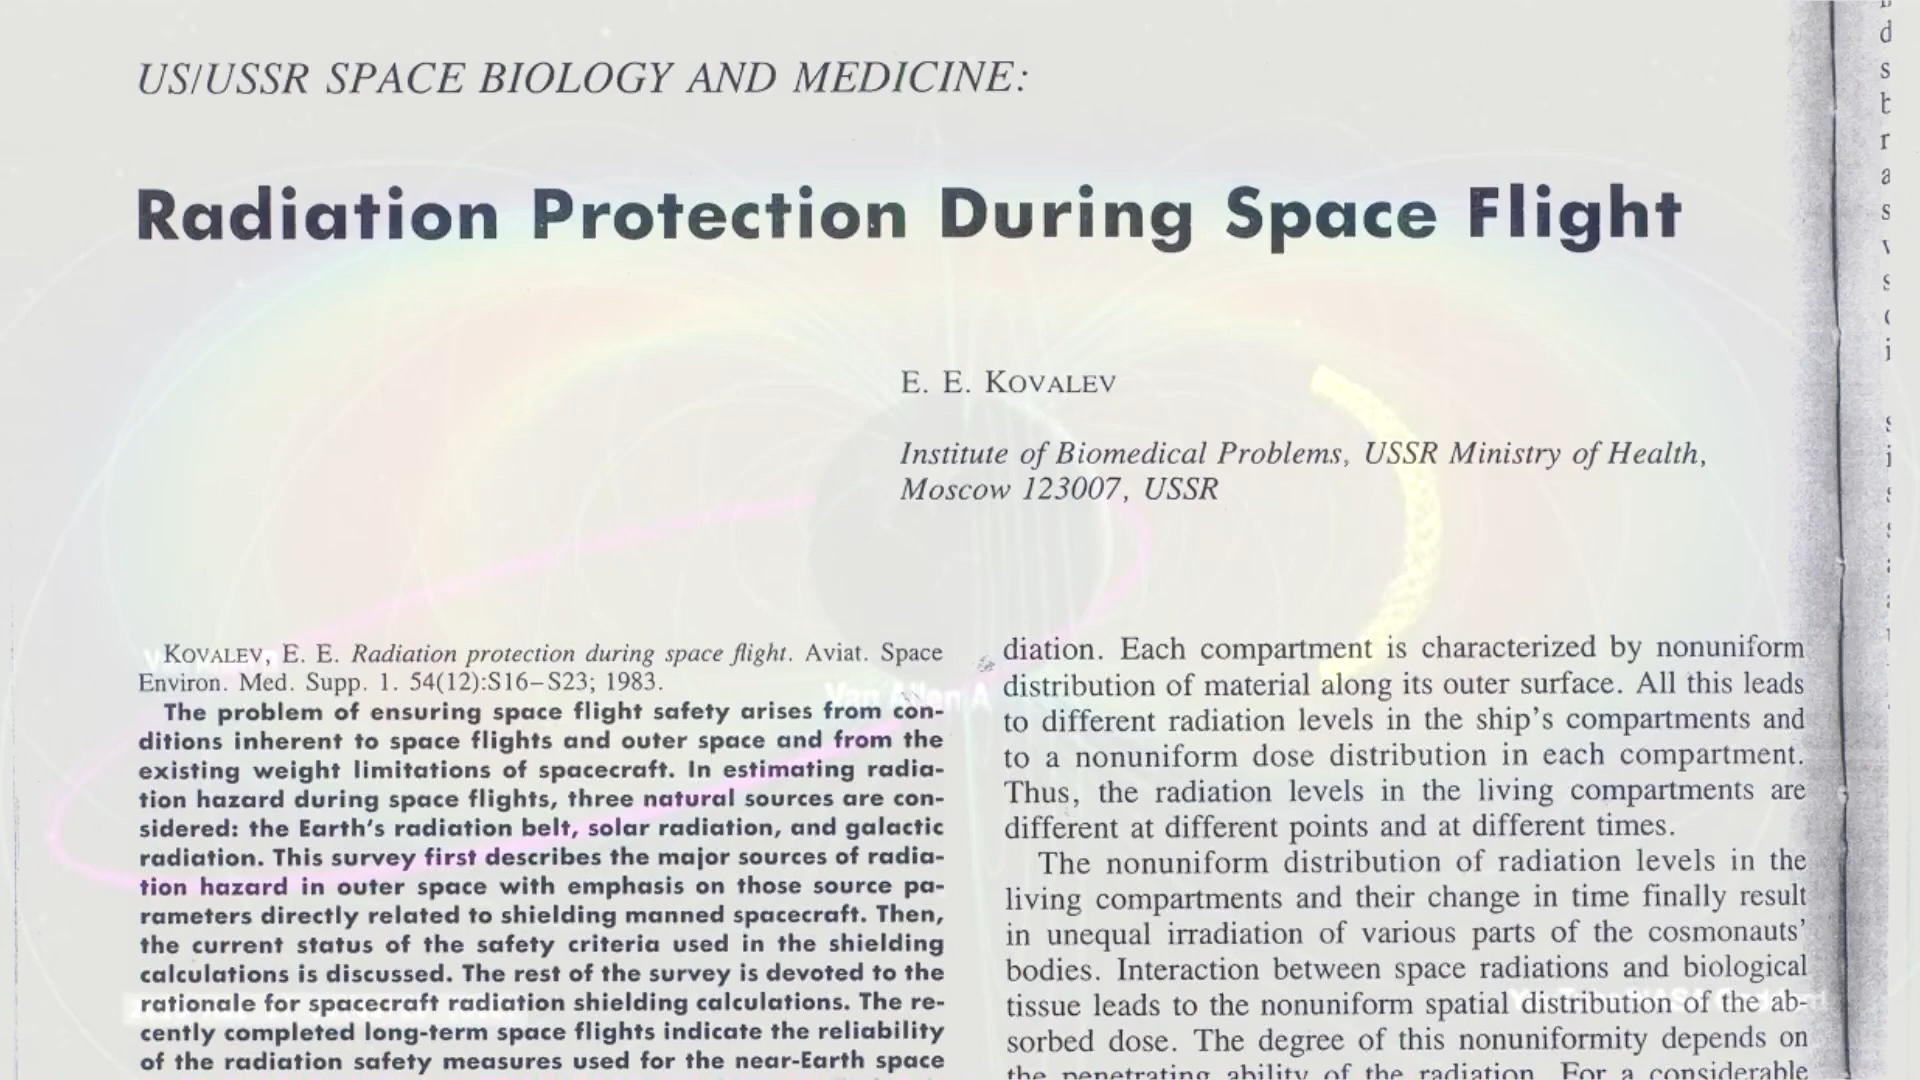 US/USSR SPACE BIOLOGY AND MEDICINE:
Radiation Protection During Space Flight
E. E. KOVALEV
Institute of Biomedical Problems, USSR Ministry of Health,
Moscow 123007, USSR
KOVALEV, E. E. Radiation protection during space flight. Aviat. Space
Environ. Med. Supp. 1. 54(12):S16–S23; 1983.
The problem of ensuring space flight safety arises from con-
ditions inherent to space flights and outer space and from the
existing weight limitations of spacecraft. In estimating radia-
tion hazard during space flights, three natural sources are con-
sidered: the Earth's radiation belt, solar radiation, and galactic
radiation. This survey first describes the major sources of radia-
tion hazard in outer space with emphasis on those source pa-
rameters directly related to shielding manned spacecraft. Then,
the current status of the safety criteria used in the shielding
calculations is discussed. The rest of the survey is devoted to the
rationale for spacecraft radiation shielding calculations. The re-
cently completed long-term space flights indicate the reliability
of the radiation safety measures used for the near-Earth space
diation. Each compartment is characterized by nonuniform
distribution of material along its outer surface. All this leads
to different radiation levels in the ship's compartments and
to a nonuniform dose distribution in each compartment.
Thus, the radiation levels in the living compartments are
different at different points and at different times.
The nonuniform distribution of radiation levels in the
living compartments and their change in time finally result
in unequal irradiation of various parts of the cosmonauts'
bodies. Interaction between space radiations and biological
tissue leads to the nonuniform spatial distribution of the ab-
sorbed dose. The degree of this nonuniformity depends on
the penetrating ability of the radiation. For a considerable
Van Allen A